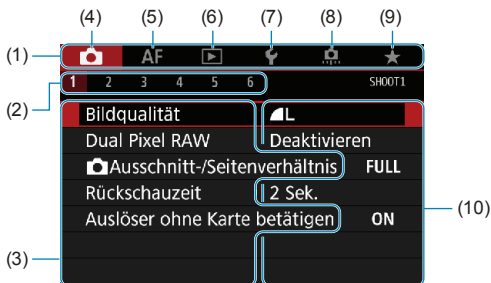 (4) (5) (6) (7) (8) (9)
(1) AF
(2) 1 2 3 4 5 6 SHOOT1
Bildqualität L
Dual Pixel RAW Deaktivieren
Ausschnitt-/Seitenverhältnis FULL
Rückschauzeit 2 Sek.
(10)
Auslöser ohne Karte betätigen ON
(3)